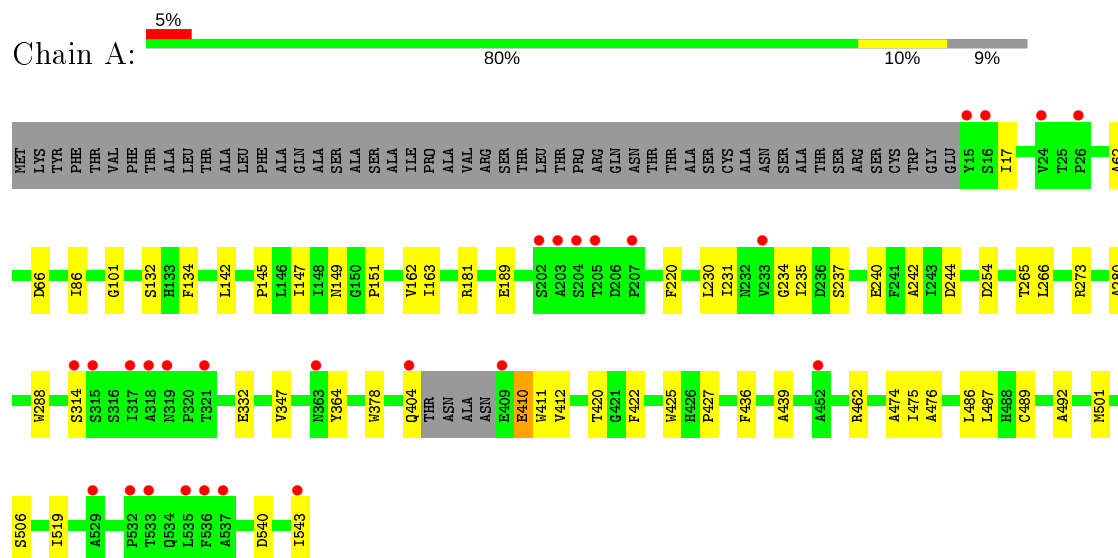 5%
Chain A:
80% 10% 9%
MET LYS TYR PHE THR VAL PHE THR ALA LEU THR ALA LEU PHE ALA GLN ALA SER ALA SER ALA ILE PRO ALA VAL ARG SER THR LEU THR PRO ARG GLN ASN THR THR ALA SER CYS ALA ASN SER ALA THR SER ARG SER CYS TRP GLY GLU Y15 S16 I17 V24 T25 P26 A62
D66 I86 G101 S132 H133 F134 L142 P145 L146 I147 I148 N149 G150 P151 V162 I163 R181 E189 S202 A203 S204 T205 D206 P207 F220 L230 I231 N232 V233 G234 I235 D236 S237 E240 F241 A242 I243 D244 D254 T265 L266 R273 A280
W288 S314 S315 S316 I317 A318 N319 P320 T321 E332 V347 N363 Y364 W378 Q404 THR ASN ALA ASN E409 E410 W411 V412 T420 G421 F422 W425 H426 P427 F436 A439 A452 R462 A474 I475 A476 L486 L487 H488 C489 A492 M501
S506 I519 A529 P532 T533 Q534 L535 F536 A537 D540 I543